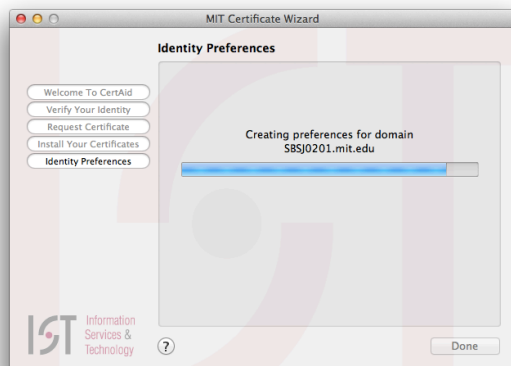 MIT Certificate Wizard
Identity Preferences
Welcome To CertAid
Verify Your Identity
Request Certificate
Install Your Certificates
Identity Preferences
Creating preferences for domain
SBSJ0201.mit.edu
IST
Information
Services &
Technology
?
Done